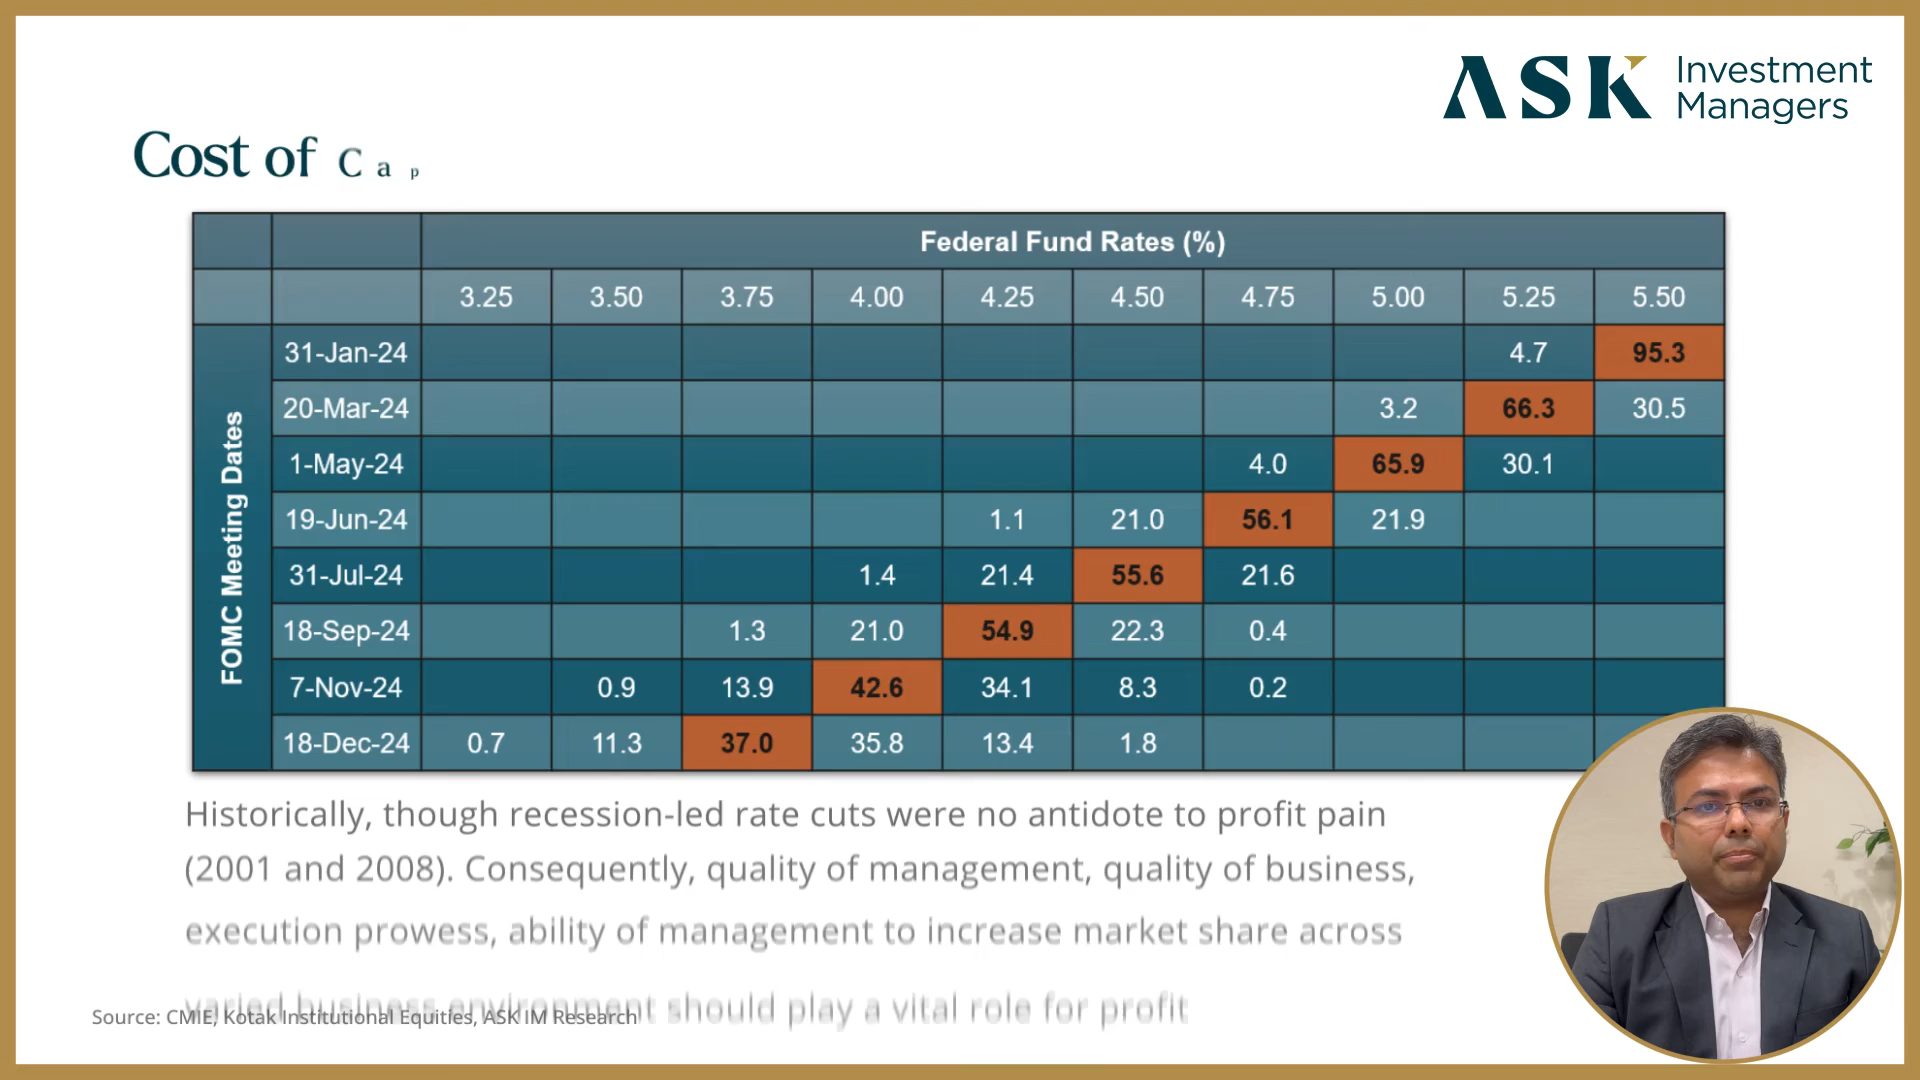 ASK Investment
Managers
Cost of Cap
Federal Fund Rates (%)
3.25 3.50 3.75 4.00 4.25 4.50 4.75 5.00 5.25 5.50
FOMC Meeting Dates
31-Jan-24 4.7 95.3
20-Mar-24 3.2 66.3 30.5
1-May-24 4.0 65.9 30.1
19-Jun-24 1.1 21.0 56.1 21.9
31-Jul-24 1.4 21.4 55.6 21.6
18-Sep-24 1.3 21.0 54.9 22.3 0.4
7-Nov-24 0.9 13.9 42.6 34.1 8.3 0.2
18-Dec-24 0.7 11.3 37.0 35.8 13.4 1.8
Historically, though recession-led rate cuts were no antidote to profit pain
(2001 and 2008). Consequently, quality of management, quality of business,
execution prowess, ability of management to increase market share across
varied business environment should play a vital role for profit
Source: CMIE, Kotak Institutional Equities, ASK IM Research